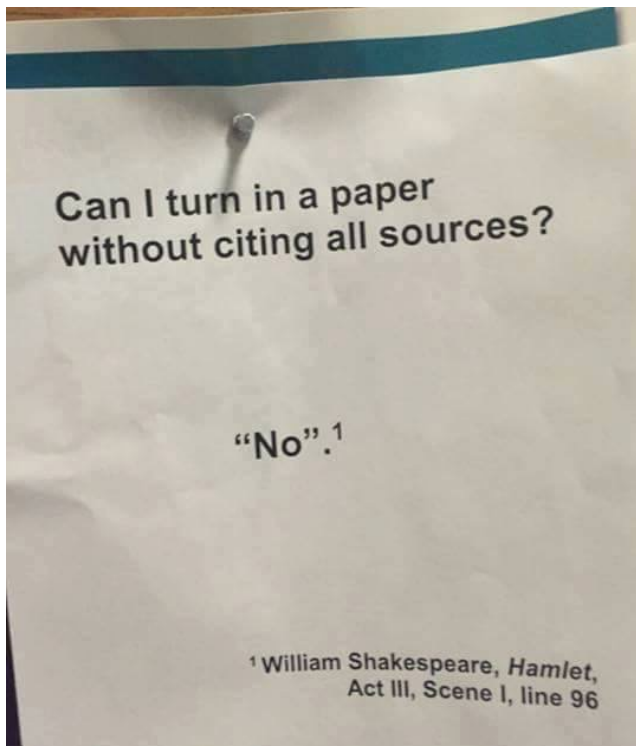 Can I turn in a paper
without citing all sources?
“No”.¹
¹ William Shakespeare, Hamlet,
Act III, Scene I, line 96